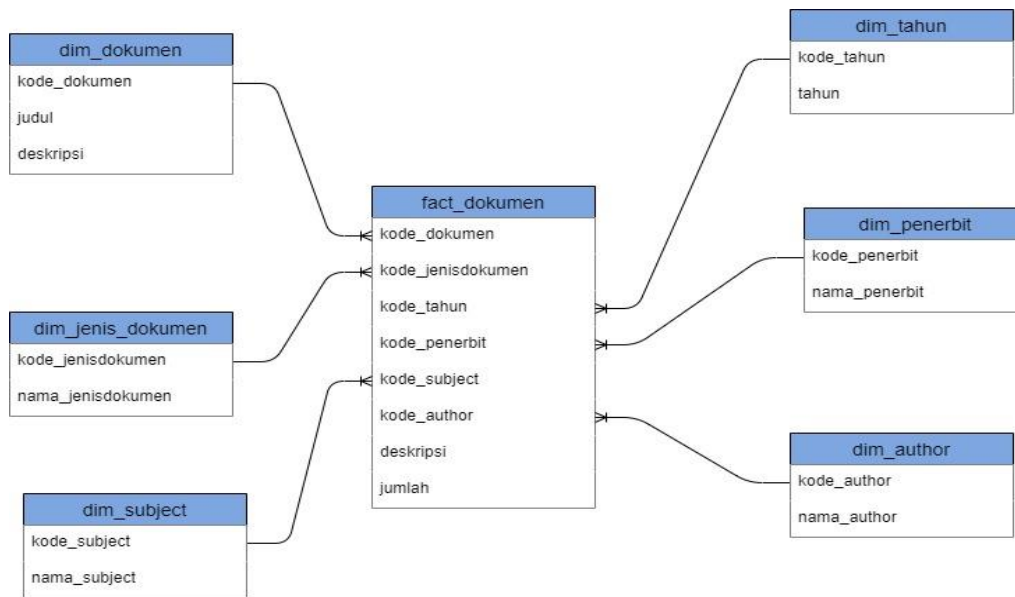 dim_dokumen
kode_dokumen
judul
deskripsi
dim_jenis_dokumen
kode_jenisdokumen
nama_jenisdokumen
dim_subject
kode_subject
nama_subject
fact_dokumen
kode_dokumen
kode_jenisdokumen
kode_tahun
kode_penerbit
kode_subject
kode_author
deskripsi
jumlah
dim_tahun
kode_tahun
tahun
dim_penerbit
kode_penerbit
nama_penerbit
dim_author
kode_author
nama_author